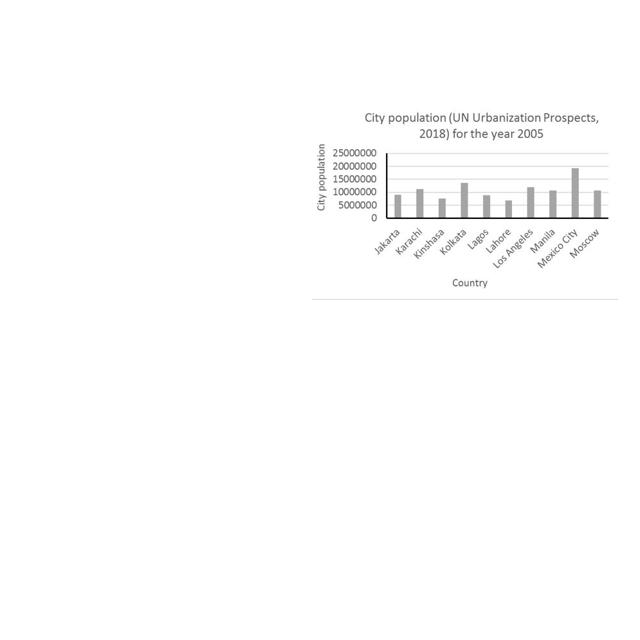 City population (UN Urbanization Prospects,
2018) for the year 2005
City population
25000000
20000000
15000000
10000000
5000000
0
Jakarta
Karachi
Kinshasa
Kolkata
Lagos
Lahore
Los Angeles
Manila
Mexico City
Moscow
Country